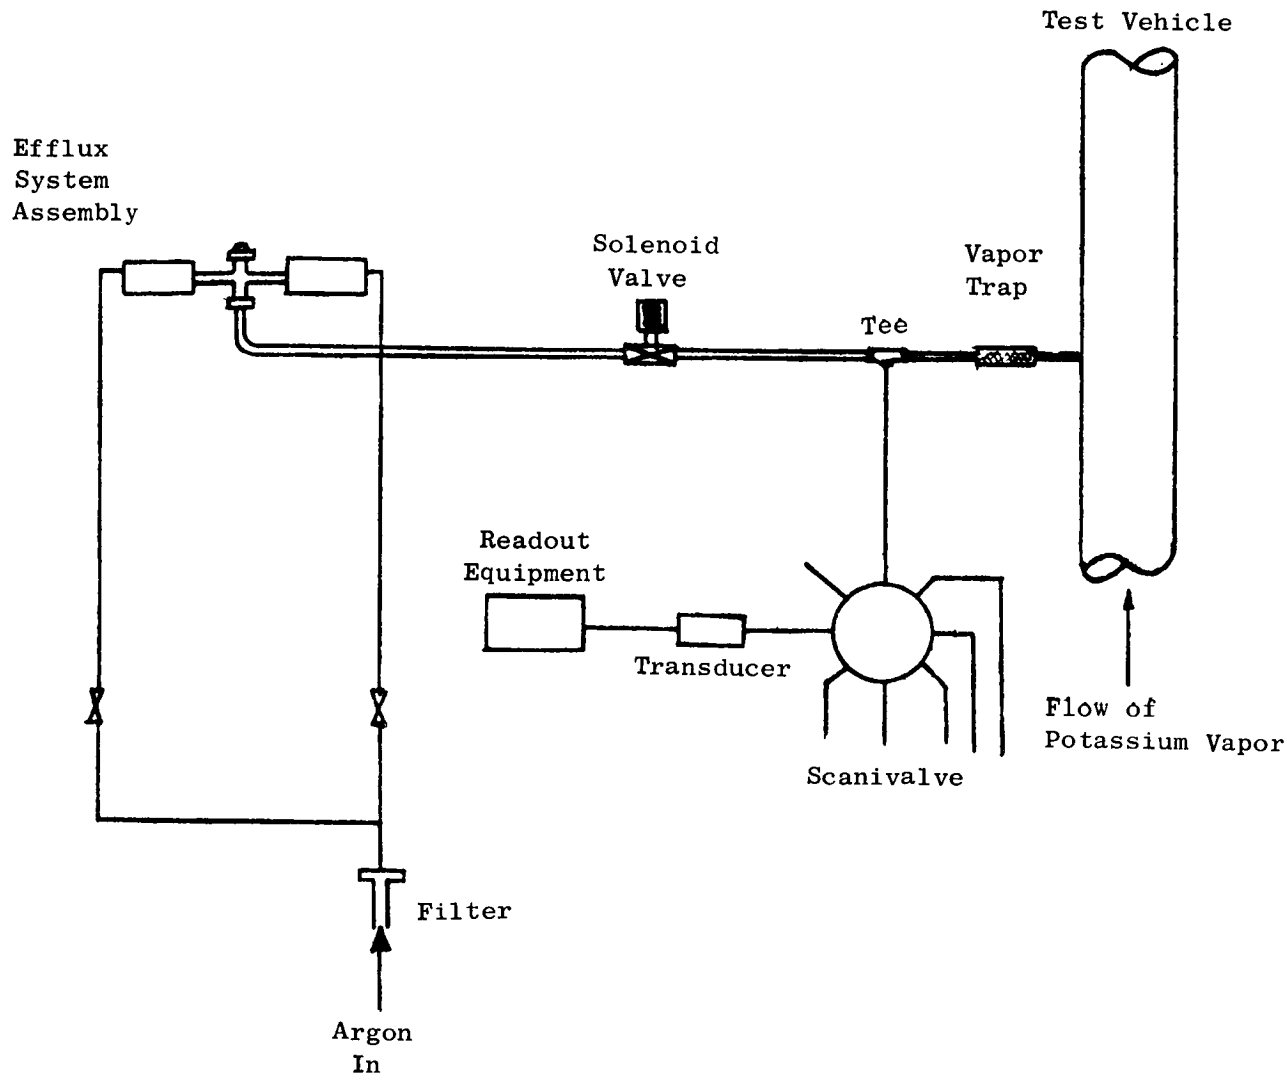 Test Vehicle
Efflux
System
Assembly
Solenoid
Valve
Vapor
Trap
Tee
Readout
Equipment
Transducer
Flow of
Potassium Vapor
Scanivalve
Filter
Argon
In